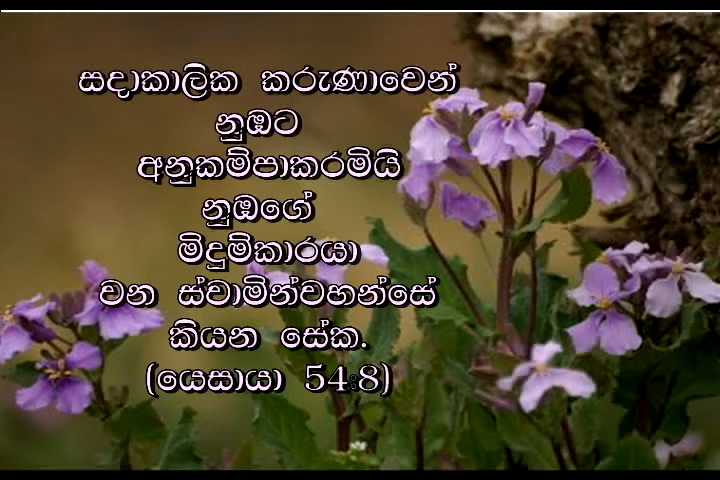 සදාකාලික කරුණාවෙන්
නුඹට
අනුකම්පාකරමියි
නුඹගේ
මිදුම්කාරයා
වන ස්වාමින්වහන්සේ
කියන සේක.
(යෙසායා 54:8)